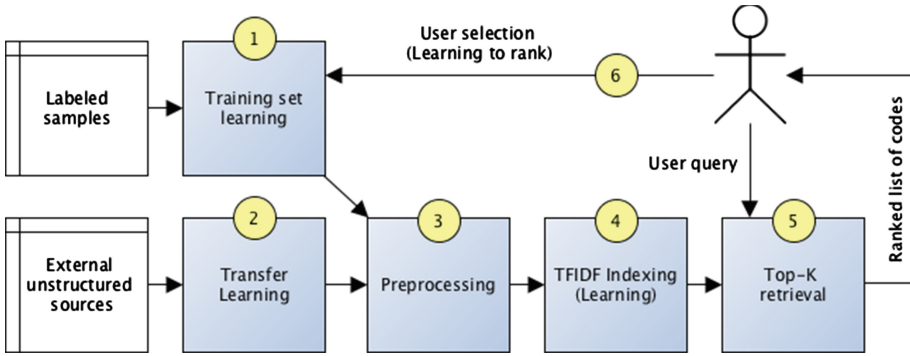 1
User selection
(Learning to rank)
6
Labeled
samples
Training set
learning
User query
Ranked list of codes
2
3
4
5
External
unstructured
sources
Transfer
Learning
Preprocessing
TFIDF Indexing
(Learning)
Top-K
retrieval